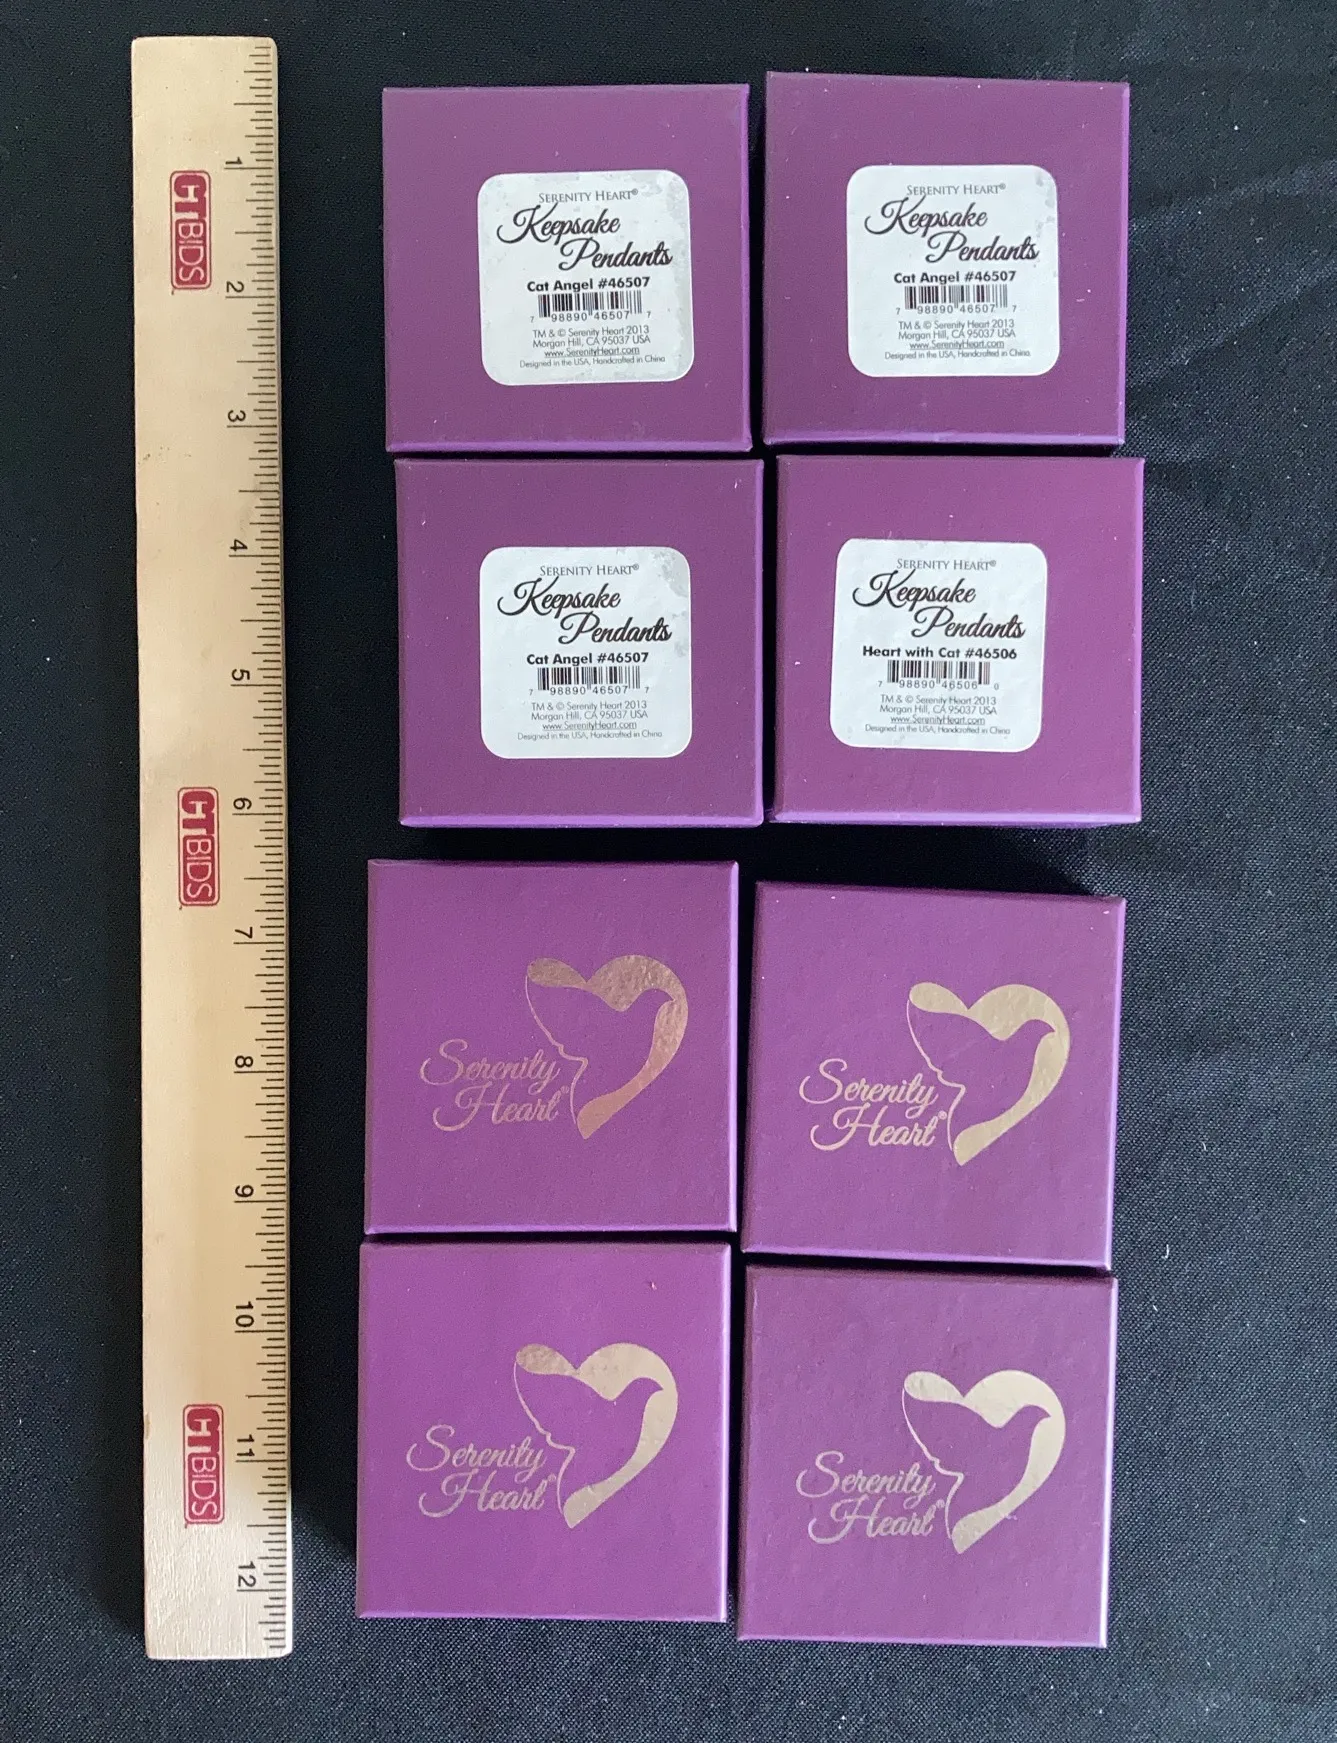 1
2
3
4
5
6
7
8
9
10
11
12
CTBIDS
CTBIDS
CTBIDS
SERENITY HEART®
Keepsake
Pendants
Cat Angel #46507
7 98890 46507 7
TM & © Serenity Heart 2013
Morgan Hill, CA 95037 USA
www.SerenityHeart.com
Designed in the USA, Handcrafted in China
SERENITY HEART®
Keepsake
Pendants
Cat Angel #46507
7 98890 46507 7
TM & © Serenity Heart 2013
Morgan Hill, CA 95037 USA
www.SerenityHeart.com
Designed in the USA, Handcrafted in China
SERENITY HEART®
Keepsake
Pendants
Cat Angel #46507
7 98890 46507 7
TM & © Serenity Heart 2013
Morgan Hill, CA 95037 USA
www.SerenityHeart.com
Designed in the USA, Handcrafted in China
SERENITY HEART®
Keepsake
Pendants
Heart with Cat #46506
7 98890 46506 0
TM & © Serenity Heart 2013
Morgan Hill, CA 95037 USA
www.SerenityHeart.com
Designed in the USA, Handcrafted in China
Serenity
Heart®
Serenity
Heart®
Serenity
Heart®
Serenity
Heart®